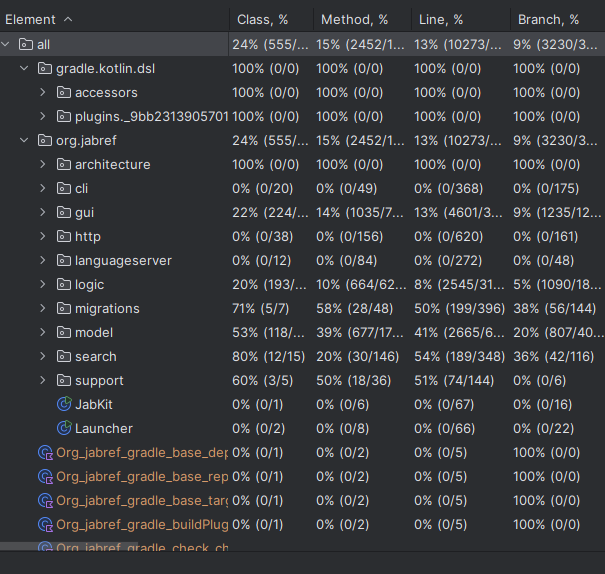 Element Class, % Method, % Line, % Branch, %
all 24% (555/... 15% (2452/1... 13% (10273/... 9% (3230/3...
gradle.kotlin.dsl 100% (0/0) 100% (0/0) 100% (0/0) 100% (0/0)
accessors 100% (0/0) 100% (0/0) 100% (0/0) 100% (0/0)
plugins._9bb2313905701 100% (0/0) 100% (0/0) 100% (0/0) 100% (0/0)
org.jabref 24% (555/... 15% (2452/1... 13% (10273/... 9% (3230/3...
architecture 100% (0/0) 100% (0/0) 100% (0/0) 100% (0/0)
cli 0% (0/20) 0% (0/49) 0% (0/368) 0% (0/175)
gui 22% (224/... 14% (1035/7... 13% (4601/3... 9% (1235/12...
http 0% (0/38) 0% (0/156) 0% (0/620) 0% (0/161)
languageserver 0% (0/12) 0% (0/84) 0% (0/272) 0% (0/48)
logic 20% (193/... 10% (664/62... 8% (2545/31... 5% (1090/18...
migrations 71% (5/7) 58% (28/48) 50% (199/396) 38% (56/144)
model 53% (118/... 39% (677/17... 41% (2665/6... 20% (807/40...
search 80% (12/15) 20% (30/146) 54% (189/348) 36% (42/116)
support 60% (3/5) 50% (18/36) 51% (74/144) 0% (0/6)
JabKit 0% (0/1) 0% (0/6) 0% (0/67) 0% (0/16)
Launcher 0% (0/2) 0% (0/8) 0% (0/66) 0% (0/22)
Org_jabref_gradle_base_dep 0% (0/1) 0% (0/2) 0% (0/5) 100% (0/0)
Org_jabref_gradle_base_rep 0% (0/1) 0% (0/2) 0% (0/5) 100% (0/0)
Org_jabref_gradle_base_targ 0% (0/1) 0% (0/2) 0% (0/5) 100% (0/0)
Org_jabref_gradle_buildPlug 0% (0/1) 0% (0/2) 0% (0/5) 100% (0/0)
Org_jabref_gradle_check_ch 0% (0/1) 0% (0/2) 0% (0/5) 100% (0/0)